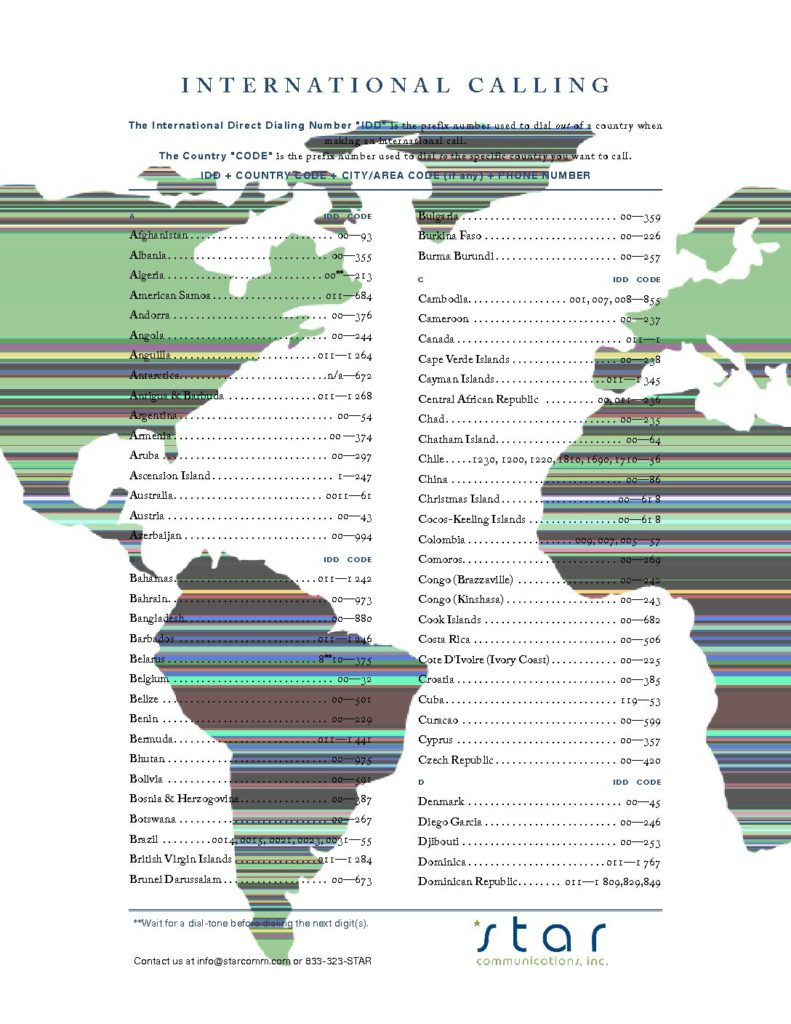 INTERNATIONAL CALLING
The International Direct Dialing Number "IDD" is the prefix number used to dial out of a country when
making an international call.
The Country "CODE" is the prefix number used to dial to the specific country you want to call.
IDD + COUNTRY CODE + CITY/AREA CODE (if any) + PHONE NUMBER
A IDD CODE
Afghanistan . . . 00—93
Albania . . . 00—355
Algeria . . . 00**—213
American Samoa . . . 011—684
Andorra . . . 00—376
Angola . . . 00—244
Anguilla . . . 011—1 264
Antarctica . . . n/a—672
Antigua & Barbuda . . . 011—1 268
Argentina . . . 00—54
Armenia . . . 00 —374
Aruba . . . 00—297
Ascension Island . . . 1—247
Australia . . . 0011—61
Austria . . . 00—43
Azerbaijan . . . 00—994
IDD CODE
Bahamas . . . 011—1 242
Bahrain . . . 00—973
Bangladesh . . . 00—880
Barbados . . . 011—1 246
Belarus . . . 8**10—375
Belgium . . . 00—32
Belize . . . 00—501
Benin . . . 00—229
Bermuda . . . 011—1 441
Bhutan . . . 00—975
Bolivia . . . 00—591
Bosnia & Herzogovina . . . 00—387
Botswana . . . 00—267
Brazil . . . 0014, 0015, 0021, 0023, 0031—55
British Virgin Islands . . . 011—1 284
Brunei Darussalam . . . 00—673
Bulgaria . . . 00—359
Burkina Faso . . . 00—226
Burma Burundi . . . 00—257
C IDD CODE
Cambodia . . . 001, 007, 008—855
Cameroon . . . 00—237
Canada . . . 011—1
Cape Verde Islands . . . 00—238
Cayman Islands . . . 011—1 345
Central African Republic . . . 00, 011—236
Chad . . . 00—235
Chatham Island . . . 00—64
Chile . . . 1230, 1200, 1220, 1810, 1690, 1710—56
China . . . 00—86
Christmas Island . . . 00—61 8
Cocos-Keeling Islands . . . 00—61 8
Colombia . . . 009, 007, 005—57
Comoros . . . 00—269
Congo (Brazzaville) . . . 00—242
Congo (Kinshasa) . . . 00—243
Cook Islands . . . 00—682
Costa Rica . . . 00—506
Cote D'Ivoire (Ivory Coast) . . . 00—225
Croatia . . . 00—385
Cuba . . . 119—53
Curacao . . . 00—599
Cyprus . . . 00—357
Czech Republic . . . 00—420
D IDD CODE
Denmark . . . 00—45
Diego Garcia . . . 00—246
Djibouti . . . 00—253
Dominica . . . 011—1 767
Dominican Republic . . . 011—1 809,829,849
**Wait for a dial-tone before dialing the next digit(s).
Contact us at info@starcomm.com or 833-323-STAR
star
communications, inc.